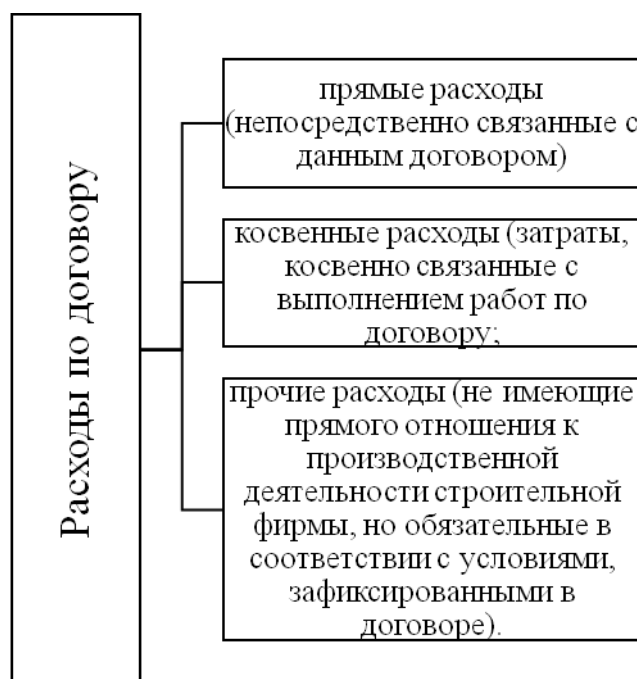 Расходы по договору
прямые расходы
(непосредственно связанные с
данным договором)
косвенные расходы (затраты,
косвенно связанные с
выполнением работ по
договору;
прочие расходы (не имеющие
прямого отношения к
производственной
деятельности строительной
фирмы, но обязательные в
соответствии с условиями,
зафиксированными в
договоре).